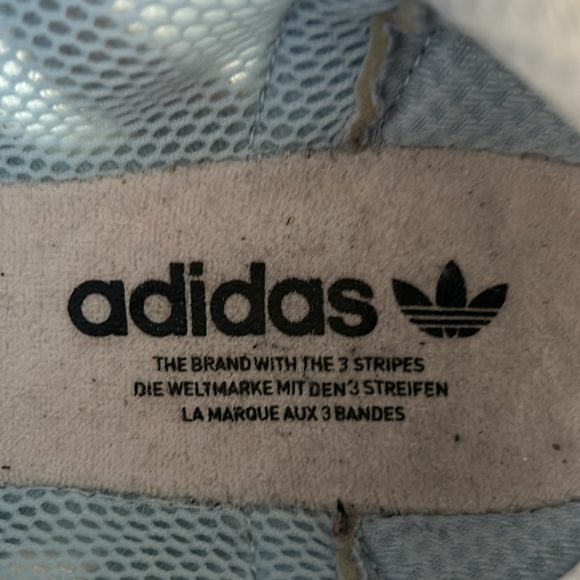 adidas
THE BRAND WITH THE 3 STRIPES
DIE WELTMARKE MIT DEN 3 STREIFEN
LA MARQUE AUX 3 BANDES